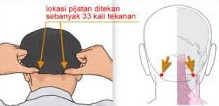 lokasi pijatan ditekan
sebanyak 33 kali tekanan